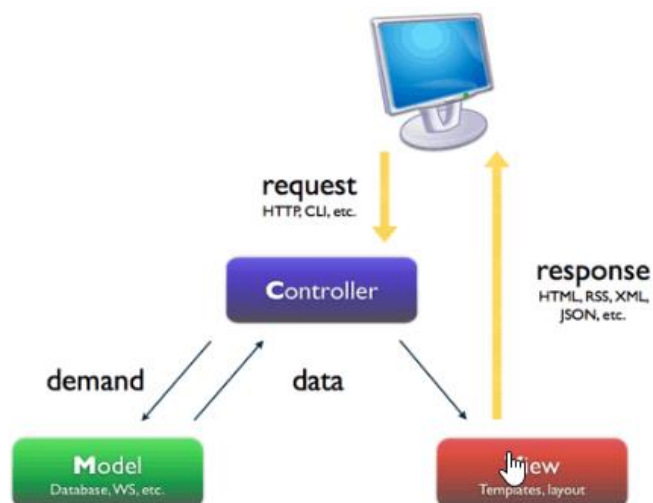 request
HTTP, CLI, etc.
Controller
response
HTML, RSS, XML,
JSON, etc.
demand
data
Model
Database, WS, etc.
Templates, layout